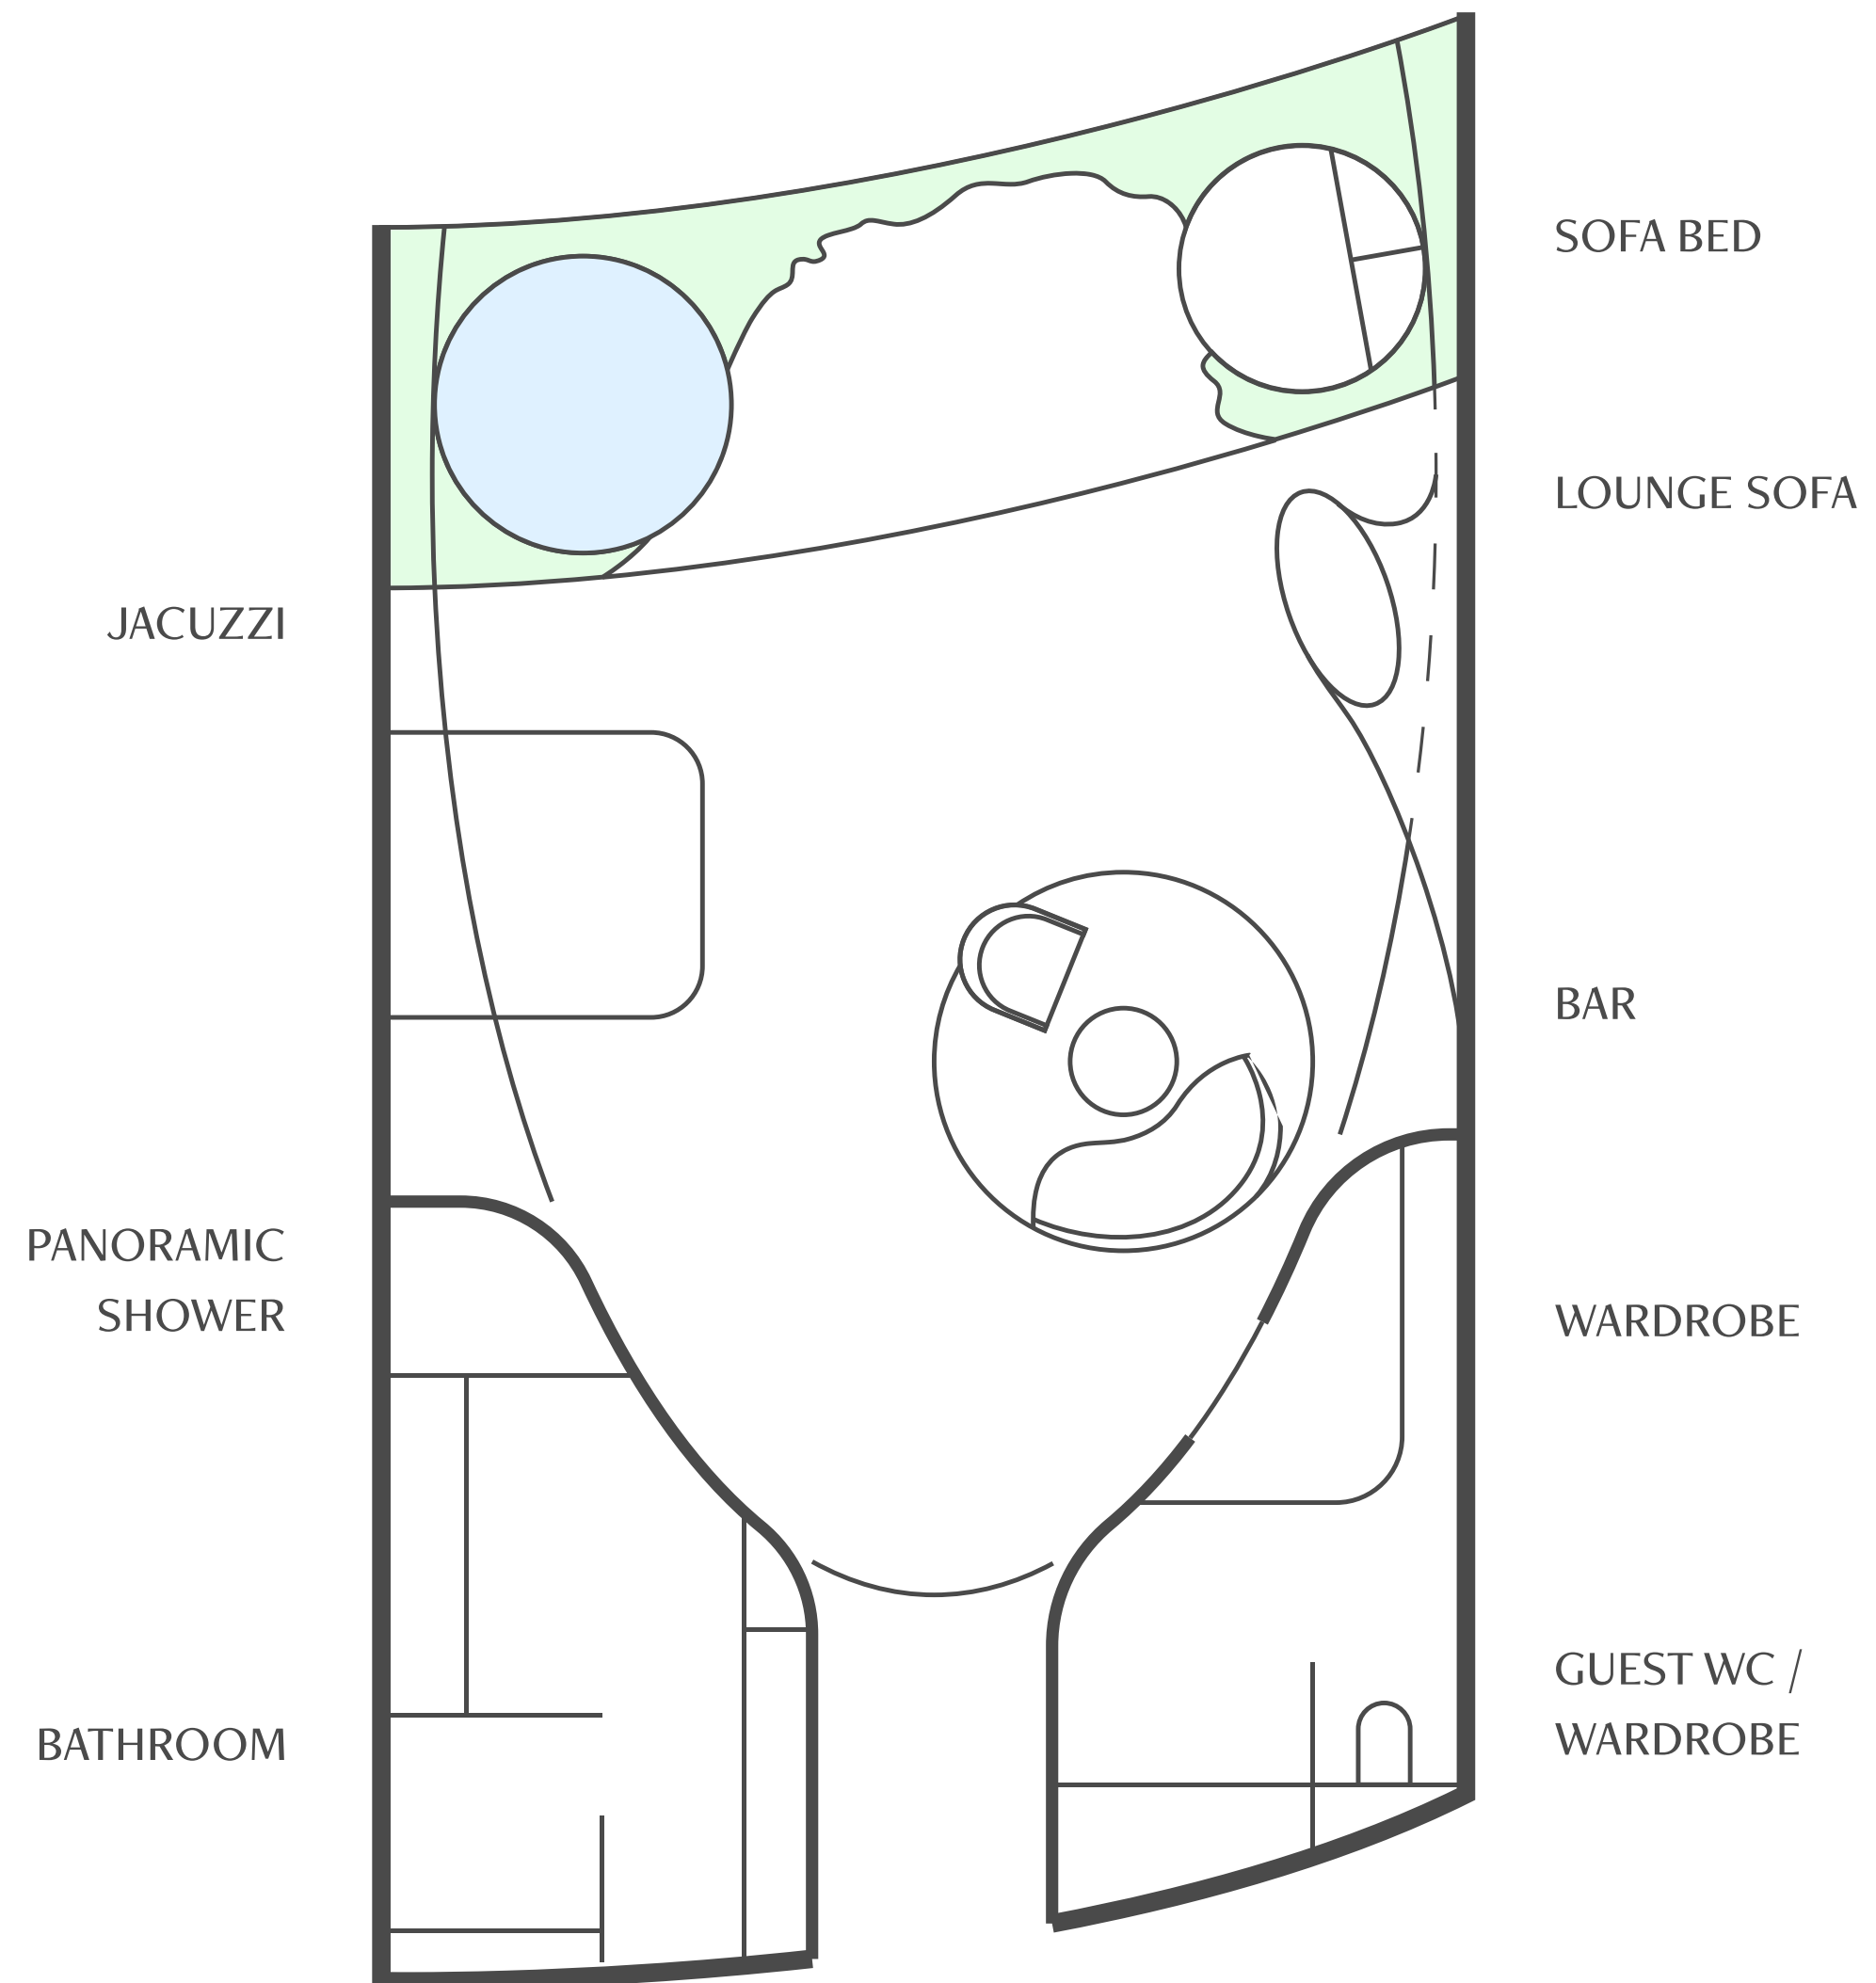 SOFA BED
LOUNGE SOFA
JACUZZI
BAR
PANORAMIC
SHOWER
WARDROBE
GUEST WC /
WARDROBE
BATHROOM